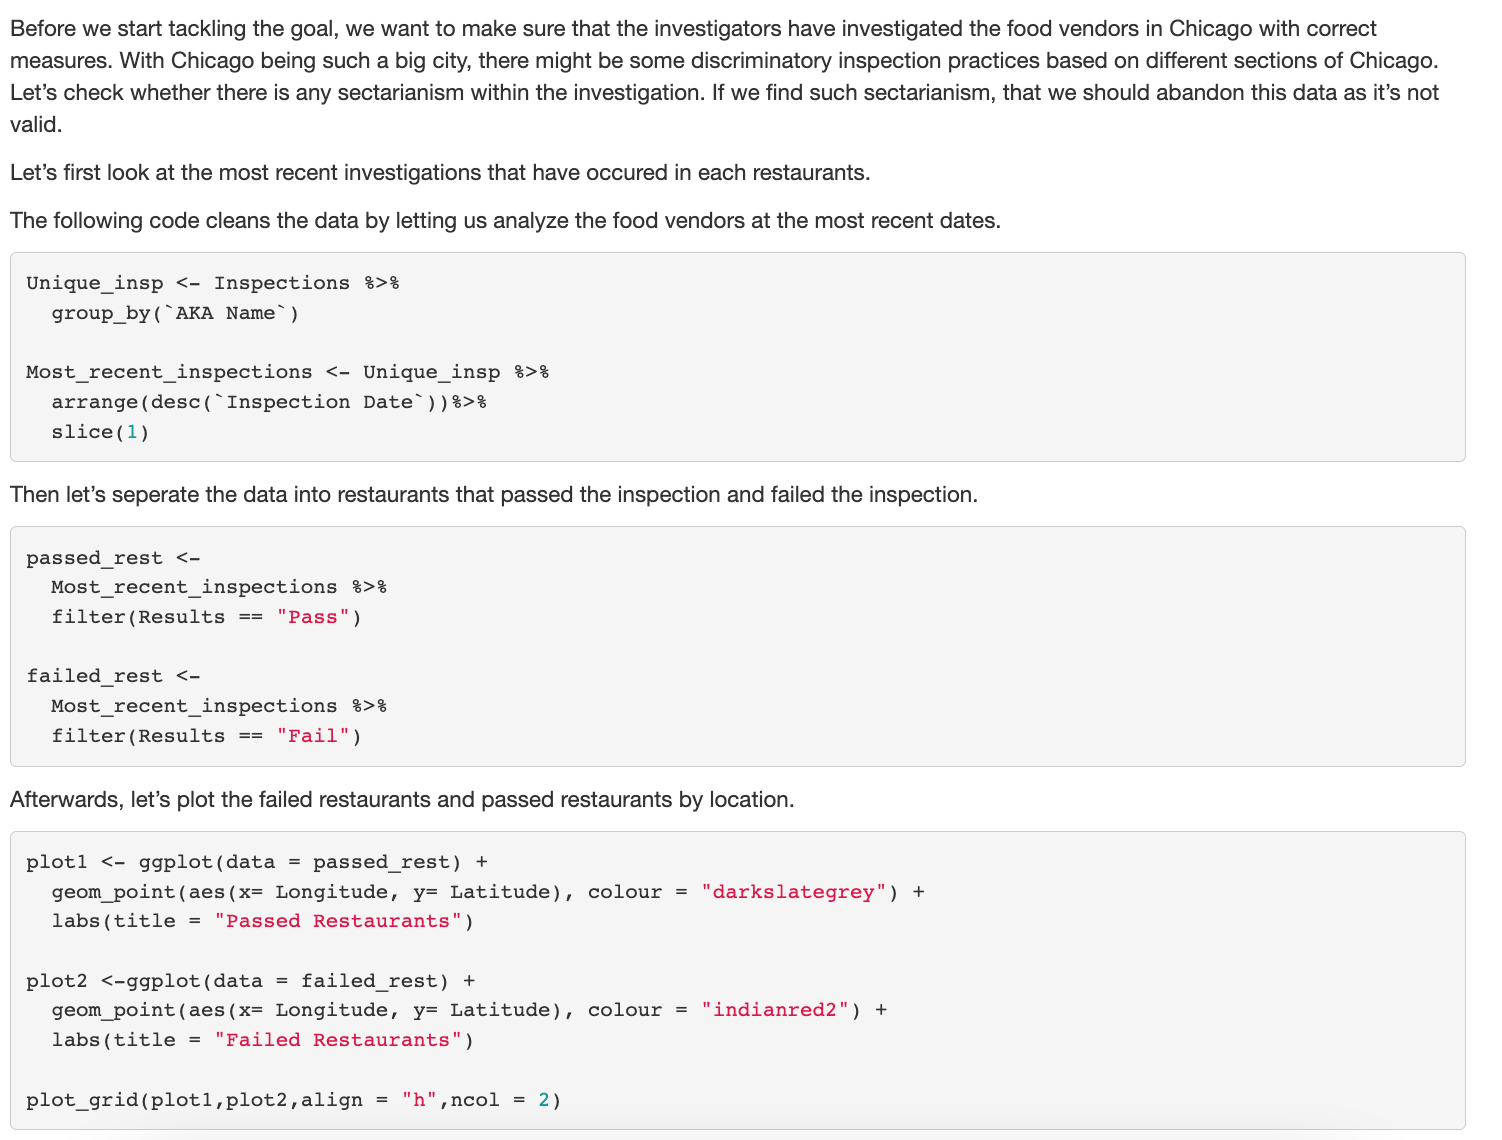 Before we start tackling the goal, we want to make sure that the investigators have investigated the food vendors in Chicago with correct
measures. With Chicago being such a big city, there might be some discriminatory inspection practices based on different sections of Chicago.
Let’s check whether there is any sectarianism within the investigation. If we find such sectarianism, that we should abandon this data as it’s not
valid.
Let’s first look at the most recent investigations that have occured in each restaurants.
The following code cleans the data by letting us analyze the food vendors at the most recent dates.
Unique_insp <- Inspections %>%
  group_by(`AKA Name`)
Most_recent_inspections <- Unique_insp %>%
  arrange(desc(`Inspection Date`))%>%
  slice(1)
Then let’s seperate the data into restaurants that passed the inspection and failed the inspection.
passed_rest <-
  Most_recent_inspections %>%
  filter(Results == "Pass")
failed_rest <-
  Most_recent_inspections %>%
  filter(Results == "Fail")
Afterwards, let’s plot the failed restaurants and passed restaurants by location.
plot1 <- ggplot(data = passed_rest) +
  geom_point(aes(x= Longitude, y= Latitude), colour = "darkslategrey") +
  labs(title = "Passed Restaurants")
plot2 <-ggplot(data = failed_rest) +
  geom_point(aes(x= Longitude, y= Latitude), colour = "indianred2") +
  labs(title = "Failed Restaurants")
plot_grid(plot1,plot2,align = "h",ncol = 2)